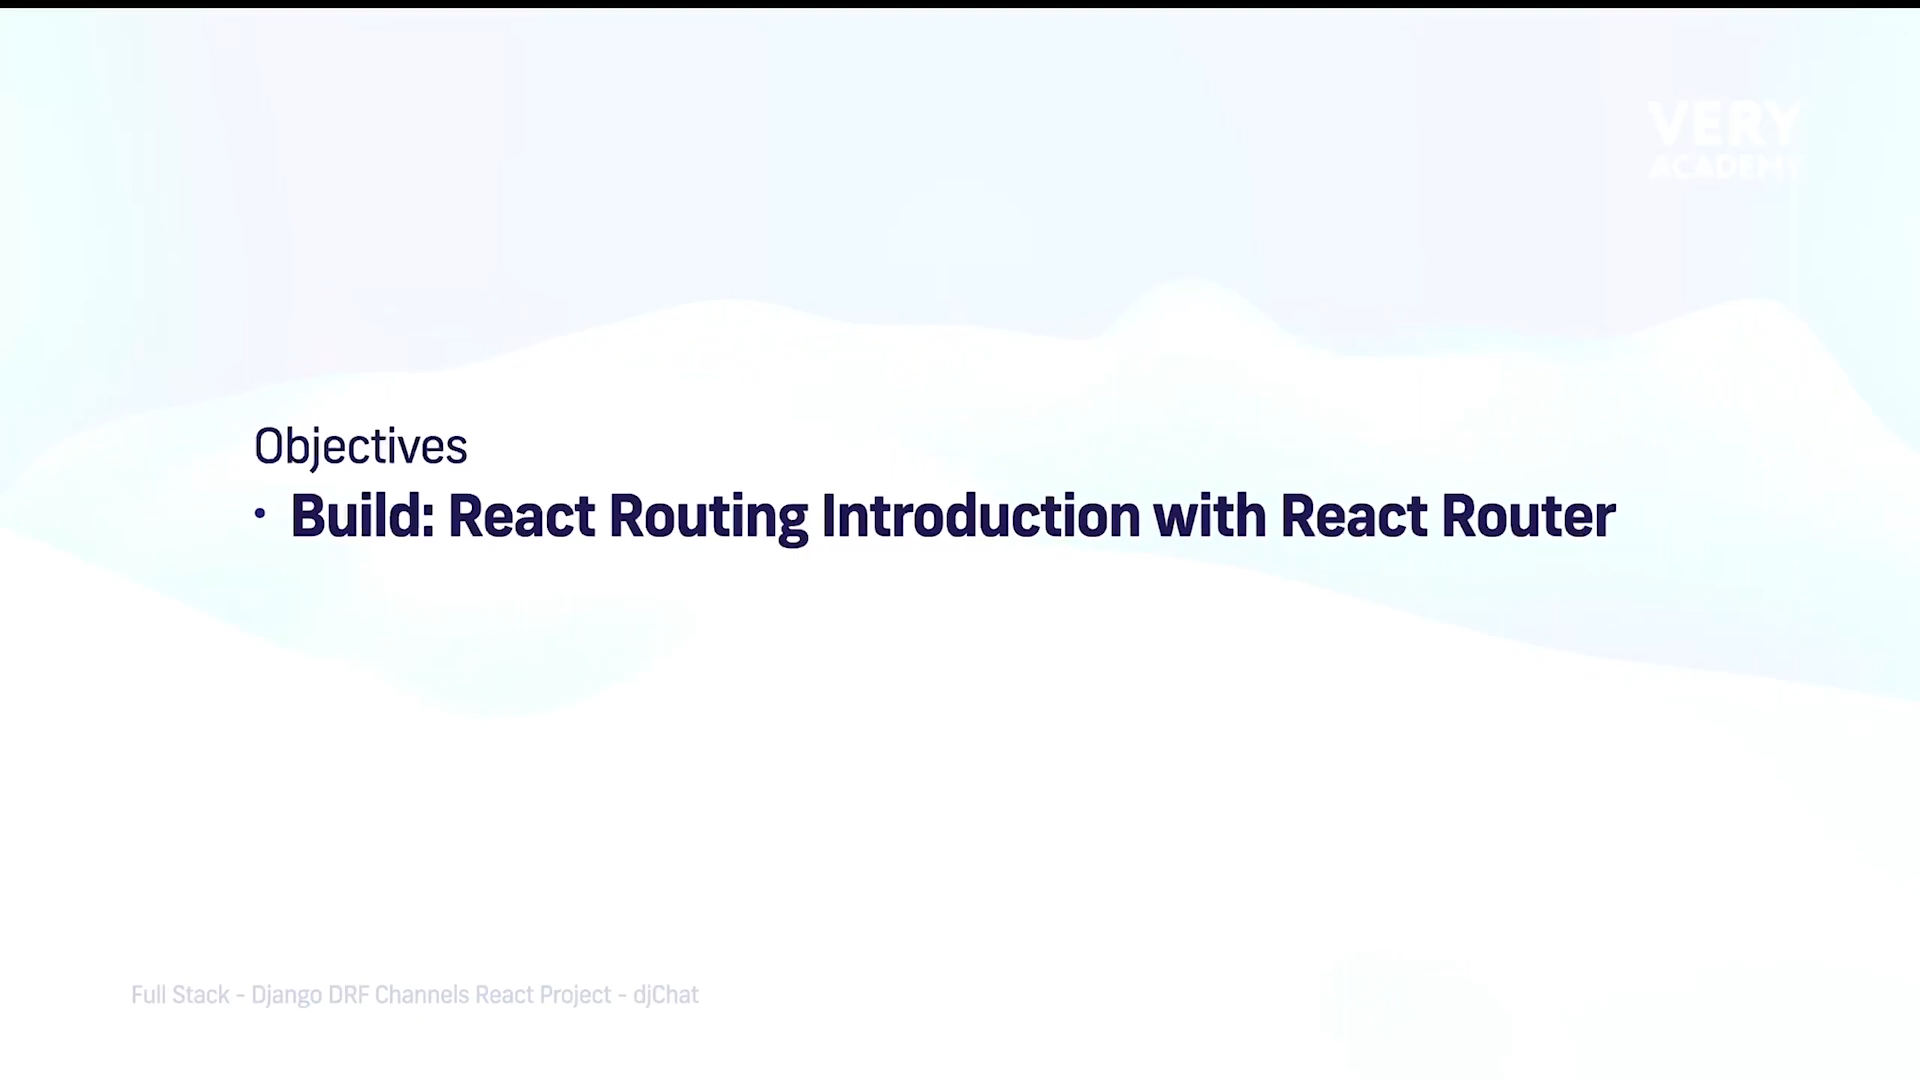 VERY
ACADEMY
Objectives
• Build: React Routing Introduction with React Router
Full Stack - Django DRF Channels React Project - djChat